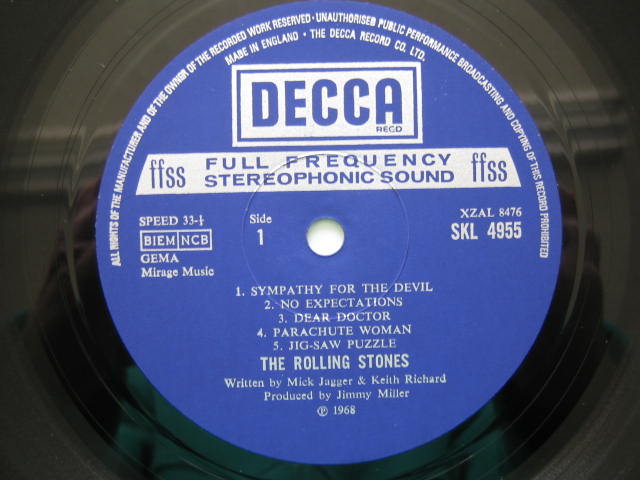 ALL RIGHTS OF THE MANUFACTURER AND OF THE OWNER OF THE RECORDED WORK RESERVED · UNAUTHORISED PUBLIC PERFORMANCE BROADCASTING AND COPYING OF THIS RECORD PROHIBITED
MADE IN ENGLAND · THE DECCA RECORD CO. LTD.
DECCA
REGD
ffss FULL FREQUENCY STEREOPHONIC SOUND ffss
SPEED 33-⅓
Side
XZAL 8476
BIEM NCB
1
SKL 4955
GEMA
Mirage Music
1. SYMPATHY FOR THE DEVIL
2. NO EXPECTATIONS
3. DEAR DOCTOR
4. PARACHUTE WOMAN
5. JIG-SAW PUZZLE
THE ROLLING STONES
Written by Mick Jagger & Keith Richard
Produced by Jimmy Miller
℗ 1968